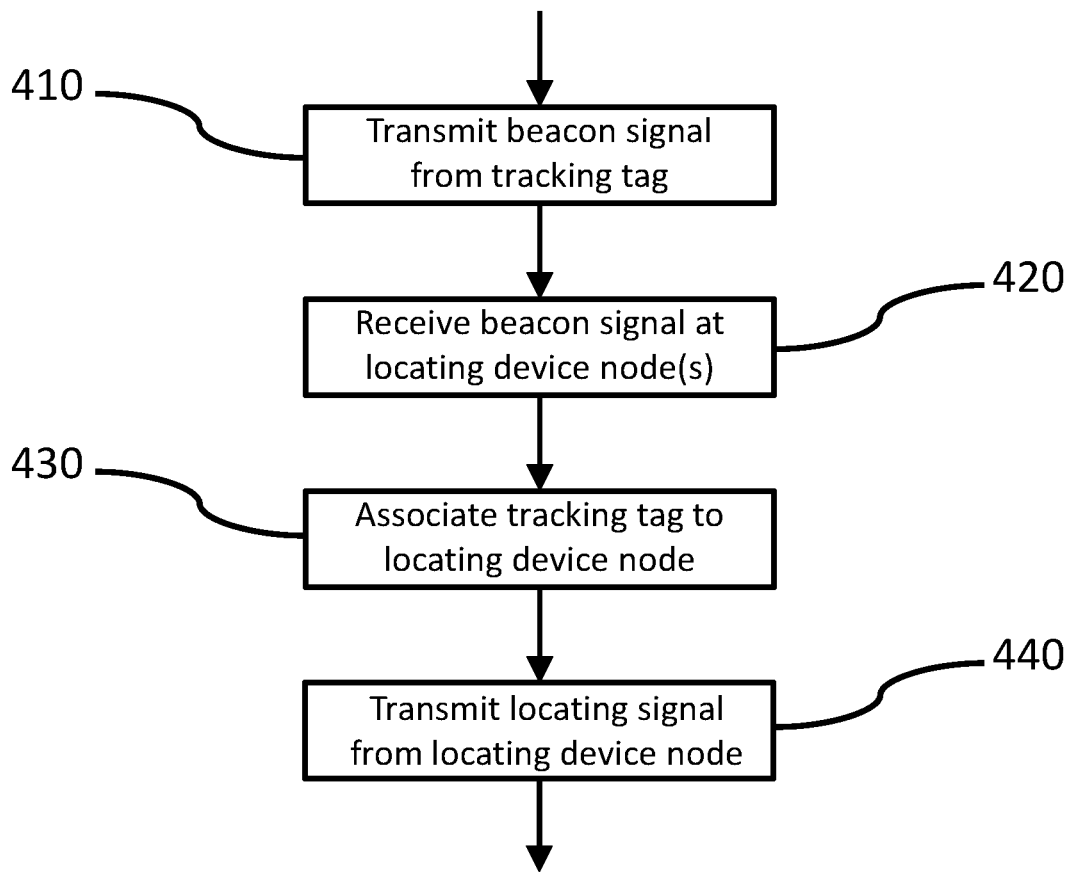 410
Transmit beacon signal
from tracking tag
420
Receive beacon signal at
locating device node(s)
430
Associate tracking tag to
locating device node
440
Transmit locating signal
from locating device node